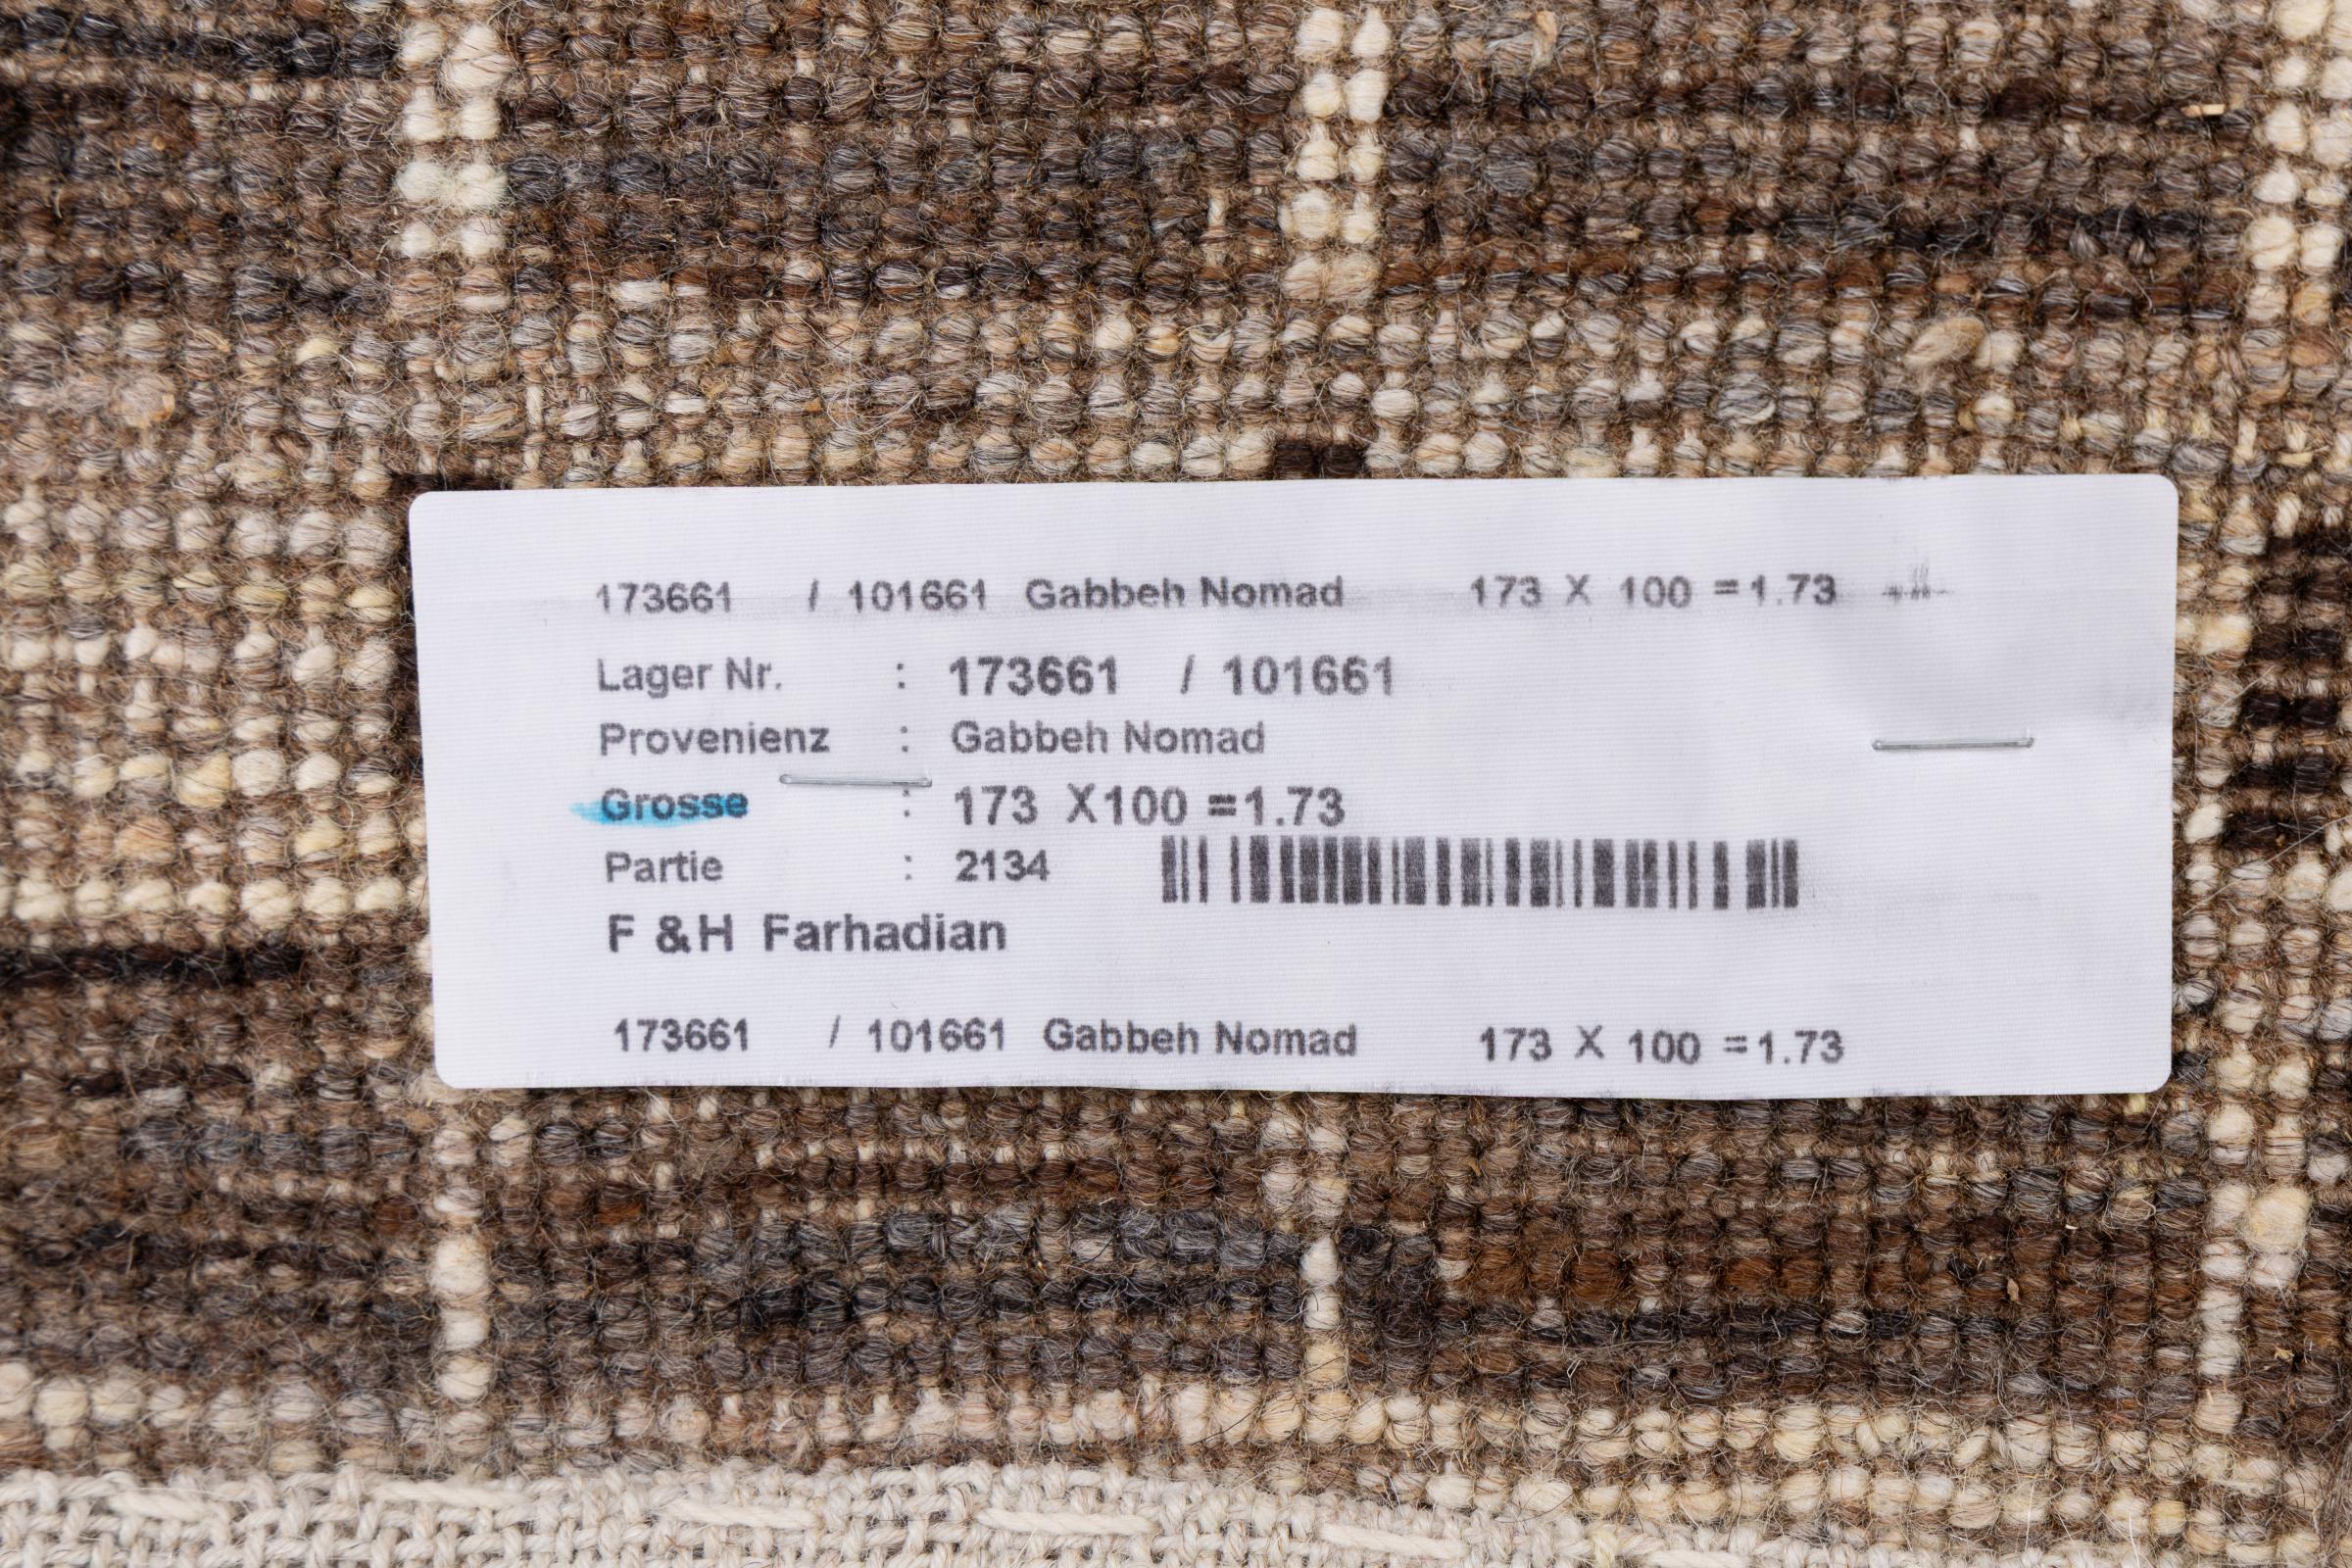 173661 / 101661 Gabbeh Nomad 173 X 100 =1.73
Lager Nr. : 173661 / 101661
Provenienz : Gabbeh Nomad
Grosse : 173 X100 =1.73
Partie : 2134
F &H Farhadian
173661 / 101661 Gabbeh Nomad 173 X 100 =1.73